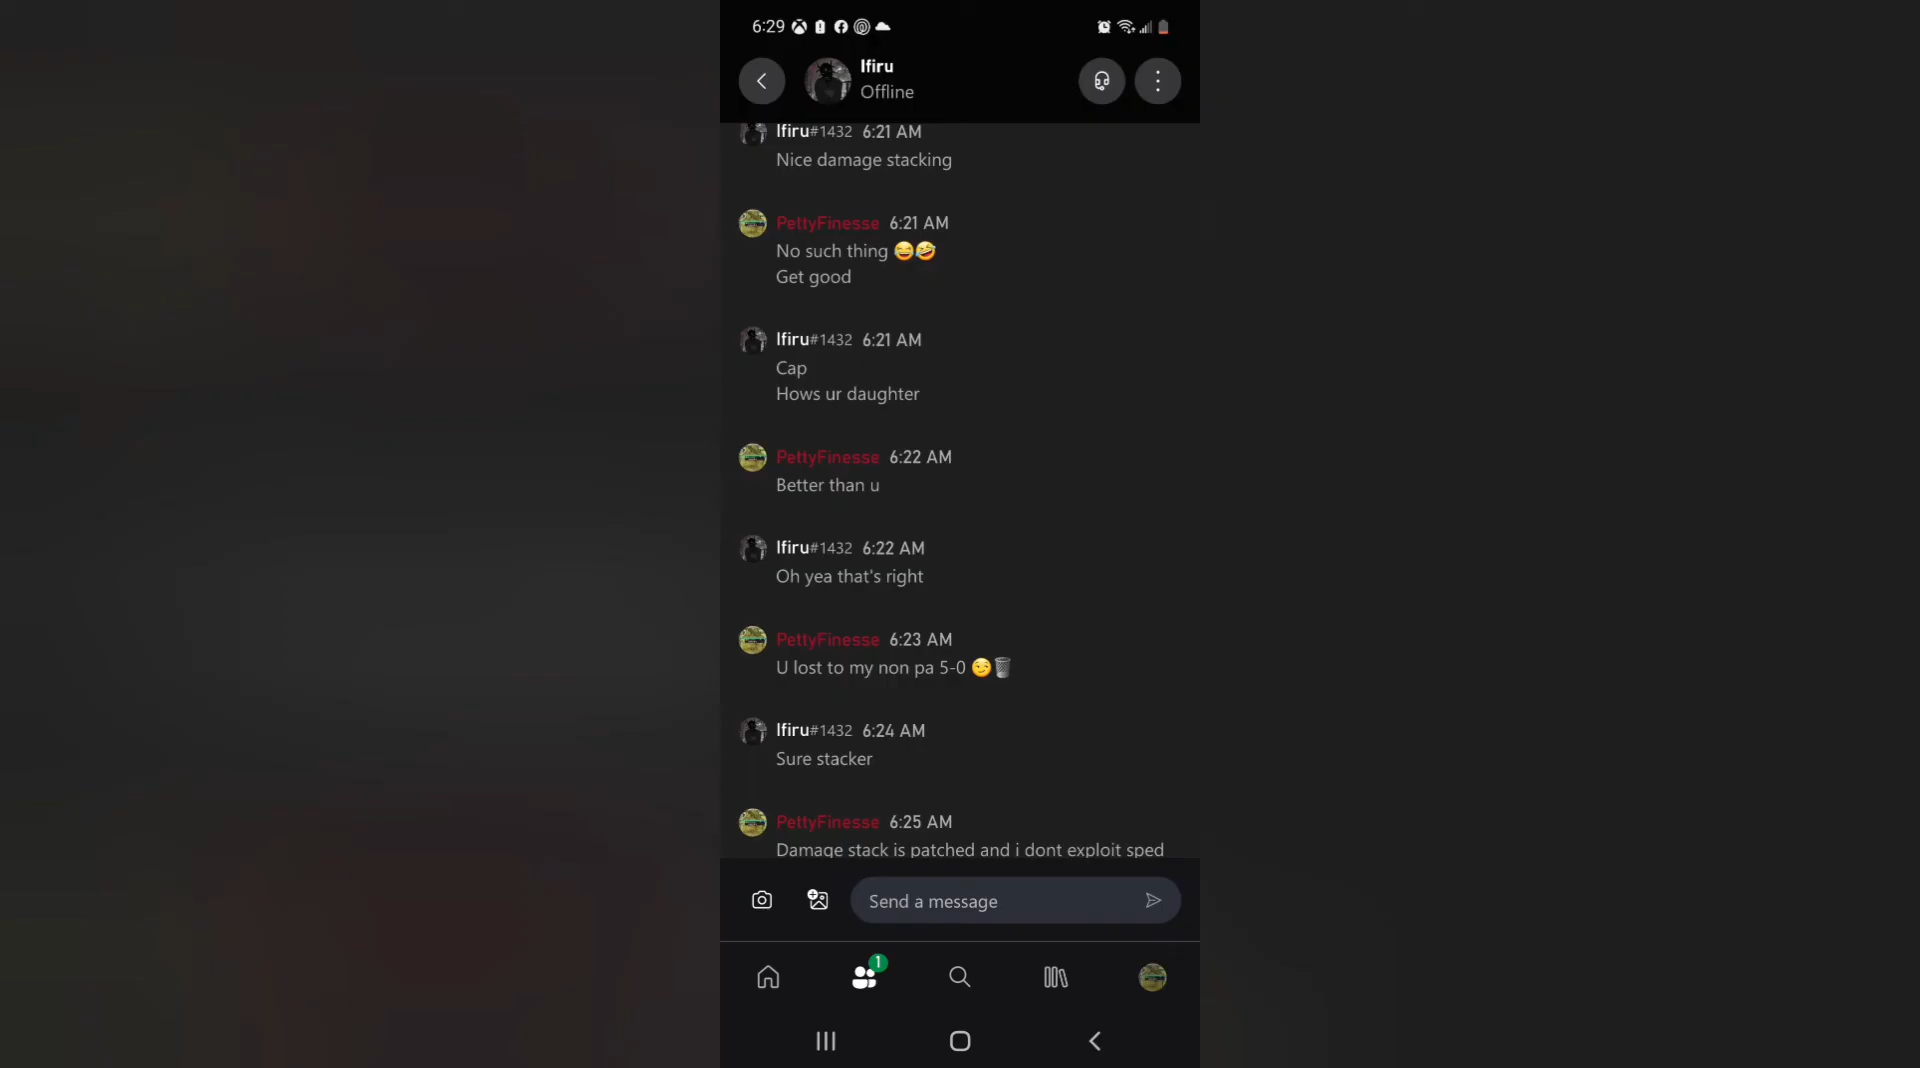 6:29
Ifiru
Offline
Ifiru#1432 6:21 AM
Nice damage stacking
PettyFinesse 6:21 AM
No such thing 😂🤣
Get good
Ifiru#1432 6:21 AM
Cap
Hows ur daughter
PettyFinesse 6:22 AM
Better than u
Ifiru#1432 6:22 AM
Oh yea that's right
PettyFinesse 6:23 AM
U lost to my non pa 5-0 😏🗑️
Ifiru#1432 6:24 AM
Sure stacker
PettyFinesse 6:25 AM
Damage stack is patched and i dont exploit sped
Send a message
1